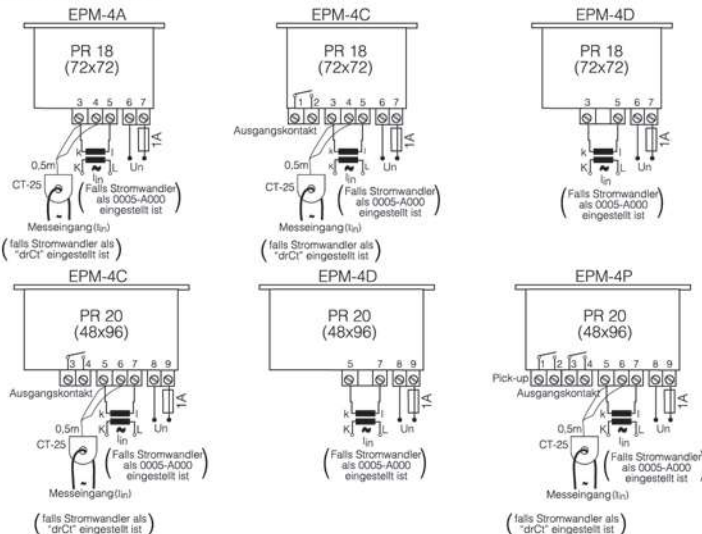 EPM-4A
PR 18
(72x72)
3 4 5 6 7
1A
0,5m
k l
K L
Iin
Un
CT-25
(Falls Stromwandler
als 0005-A000
eingestellt ist)
Messeingang(Iin)
(falls Stromwandler als
"drCt" eingestellt ist)
EPM-4C
PR 18
(72x72)
1 2 3 4 5 6 7
Ausgangskontakt
1A
0,5m
k l
K L
Iin
Un
CT-25
(Falls Stromwandler
als 0005-A000
eingestellt ist)
Messeingang(Iin)
(falls Stromwandler als
"drCt" eingestellt ist)
EPM-4D
PR 18
(72x72)
3 5 6 7
1A
k l
K L
Iin
Un
(Falls Stromwandler
als 0005-A000
eingestellt ist)
EPM-4C
PR 20
(48x96)
3 4 5 6 7 8 9
Ausgangskontakt
1A
0,5m
k l
K L
Iin
Un
CT-25
(Falls Stromwandler
als 0005-A000
eingestellt ist)
Messeingang(Iin)
(falls Stromwandler als
"drCt" eingestellt ist)
EPM-4D
PR 20
(48x96)
5 7 8 9
1A
k l
K L
Iin
Un
(Falls Stromwandler
als 0005-A000
eingestellt ist)
EPM-4P
PR 20
(48x96)
1 2 3 4 5 6 7 8 9
Pick-up
Ausgangskontakt
1A
0,5m
k l
K L
Iin
Un
CT-25
(Falls Stromwandler
als 0005-A000
eingestellt ist)
Messeingang(Iin)
(falls Stromwandler als
"drCt" eingestellt ist)